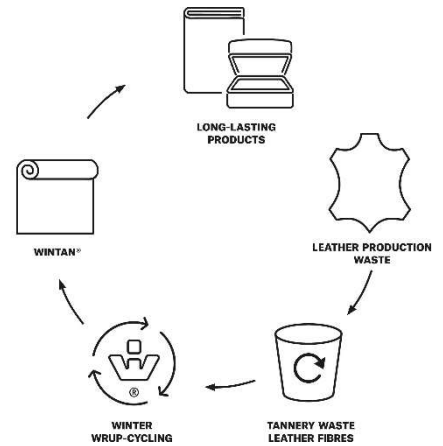 LONG-LASTING
PRODUCTS
LEATHER PRODUCTION
WASTE
TANNERY WASTE
LEATHER FIBRES
WINTER
WRUP-CYCLING
®
WINTAN®